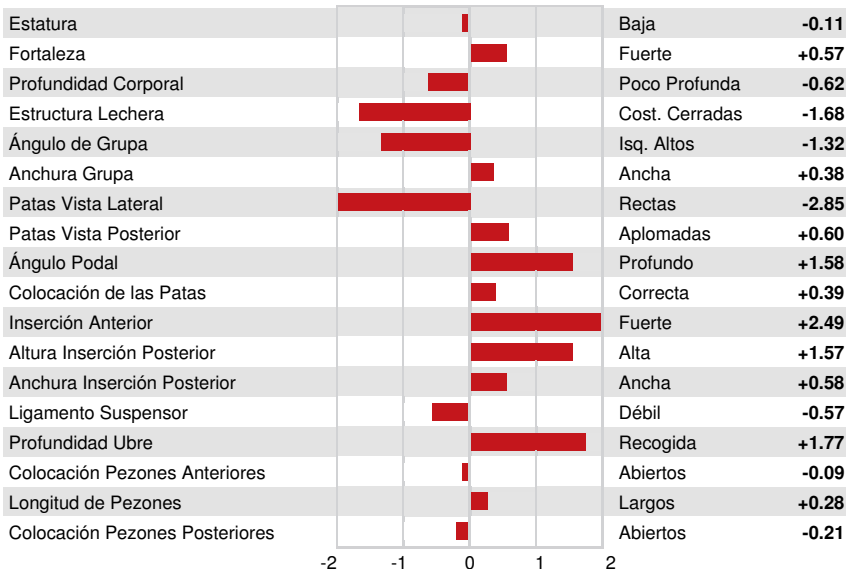 Estatura Baja -0.11
Fortaleza Fuerte +0.57
Profundidad Corporal Poco Profunda -0.62
Estructura Lechera Cost. Cerradas -1.68
Ángulo de Grupa Isq. Altos -1.32
Anchura Grupa Ancha +0.38
Patas Vista Lateral Rectas -2.85
Patas Vista Posterior Aplomadas +0.60
Ángulo Podal Profundo +1.58
Colocación de las Patas Correcta +0.39
Inserción Anterior Fuerte +2.49
Altura Inserción Posterior Alta +1.57
Anchura Inserción Posterior Ancha +0.58
Ligamento Suspensor Débil -0.57
Profundidad Ubre Recogida +1.77
Colocación Pezones Anteriores Abiertos -0.09
Longitud de Pezones Largos +0.28
Colocación Pezones Posteriores Abiertos -0.21
-2 -1 0 1 2